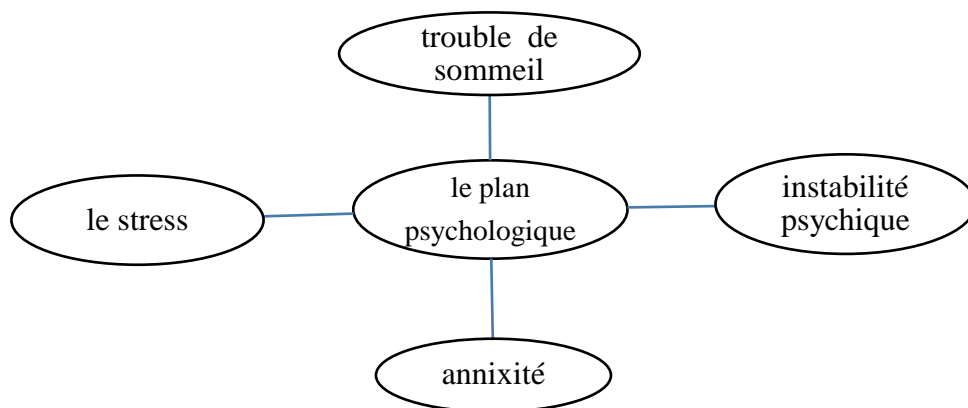 trouble de
sommeil
le plan
psychologique
instabilité
psychique
le stress
annixité